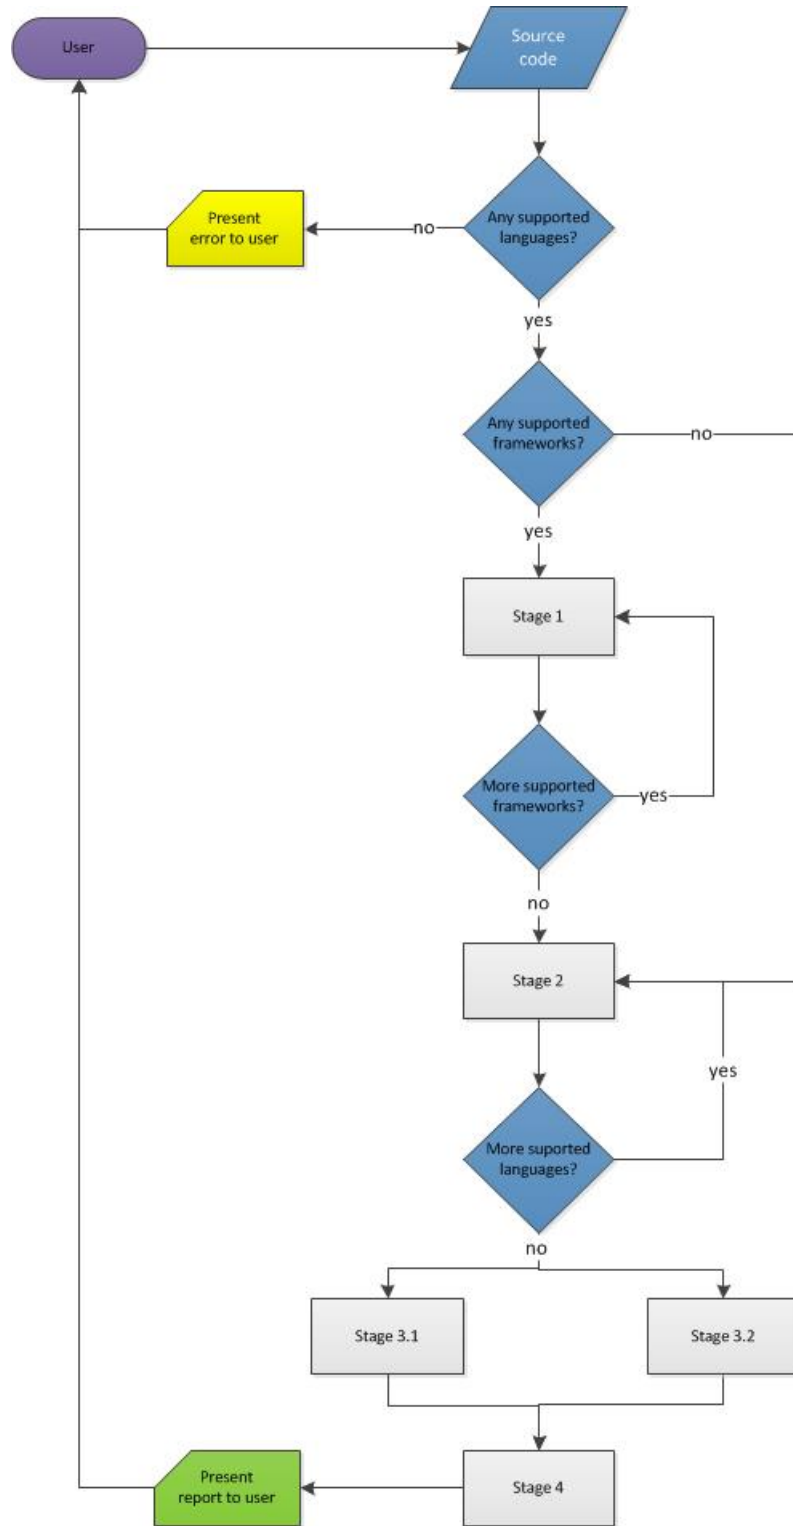 User
Source
code
Any supported
languages?
no
Present
error to user
yes
Any supported
frameworks?
no
yes
Stage 1
More supported
frameworks?
yes
no
Stage 2
yes
More suported
languages?
no
Stage 3.1
Stage 3.2
Present
report to user
Stage 4